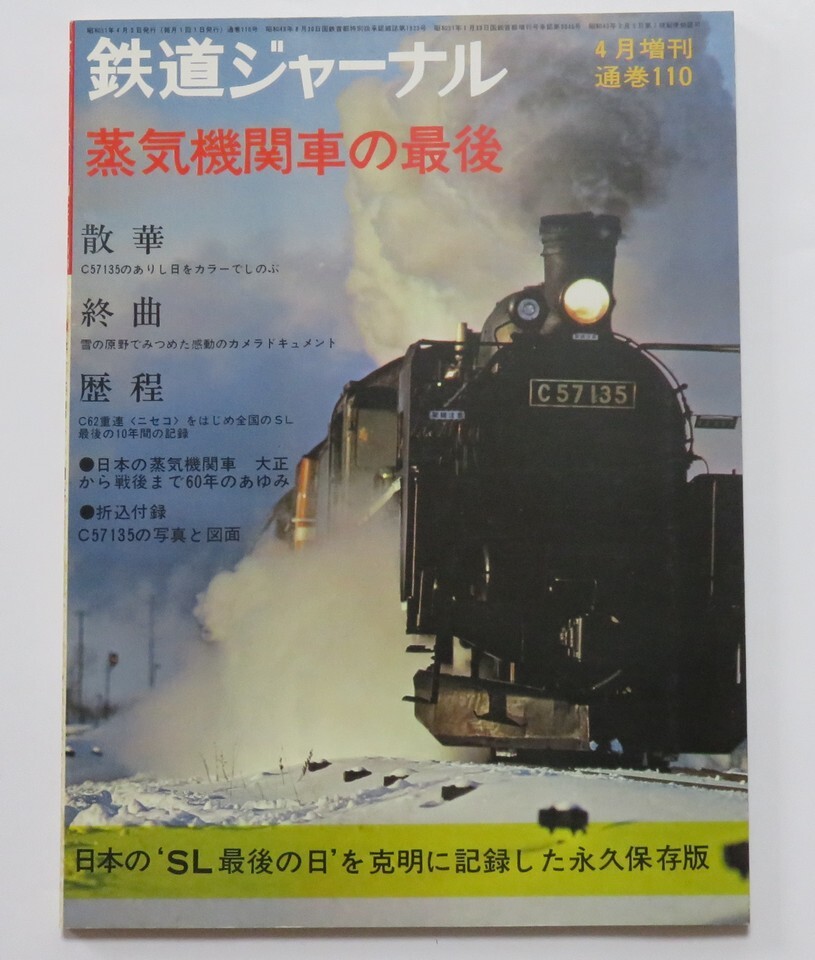 鉄道ジャーナル
4月増刊
通巻110
蒸気機関車の最後
散華
C57135のありし日をカラーでしのぶ
終曲
雪の原野でみつめた感動のカメラドキュメント
歴程
C62重連〈ニセコ〉をはじめ全国のSL
最後の10年間の記録
●日本の蒸気機関車 大正
から戦後まで60年のあゆみ
●折込付録
C57135の写真と図面
C57135
架線注意
日本の‘SL最後の日’を克明に記録した永久保存版